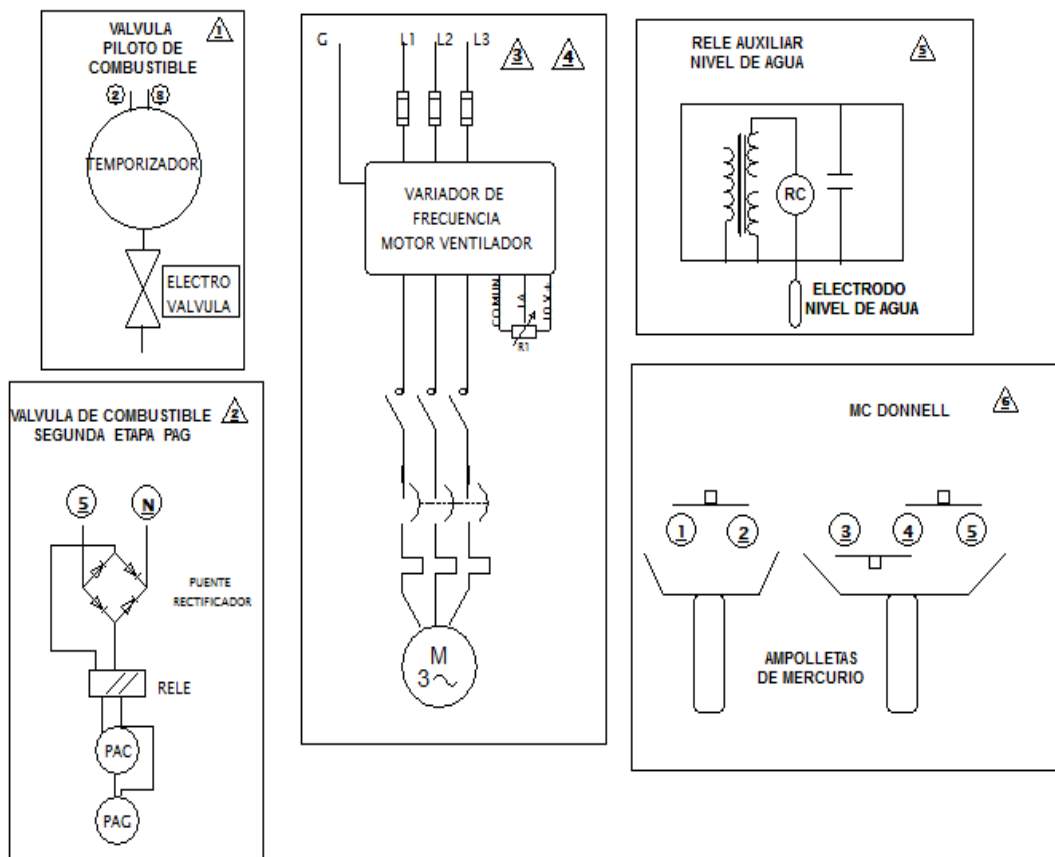 VALVULA
PILOTO DE
COMBUSTIBLE
1
2
8
TEMPORIZADOR
ELECTRO
VALVULA
VALVULA DE COMBUSTIBLE
SEGUNDA ETAPA PAG
2
5
N
PUENTE
RECTIFICADOR
RELE
PAC
PAG
G
L1
L2
L3
3
4
VARIADOR DE
FRECUENCIA
MOTOR VENTILADOR
COMUN
10 V +
R1
M
3
RELE AUXILIAR
NIVEL DE AGUA
5
RC
ELECTRODO
NIVEL DE AGUA
MC DONNELL
6
1
2
3
4
5
AMPOLLETAS
DE MERCURIO